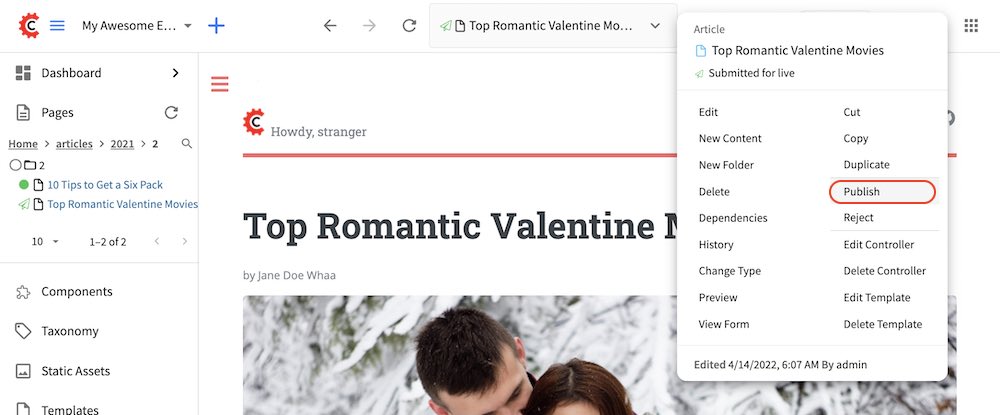 My Awesome E...
Top Romantic Valentine Mo...
Dashboard
Pages
Home > articles > 2021 > 2
2
10 Tips to Get a Six Pack
Top Romantic Valentine Movies
10
1–2 of 2
Components
Taxonomy
Static Assets
Templates
C
Howdy, stranger
Top Romantic Valentine M
by Jane Doe Whaa
Article
Top Romantic Valentine Movies
Submitted for live
Edit
New Content
New Folder
Delete
Dependencies
History
Change Type
Preview
View Form
Cut
Copy
Duplicate
Publish
Reject
Edit Controller
Delete Controller
Edit Template
Delete Template
Edited 4/14/2022, 6:07 AM By admin